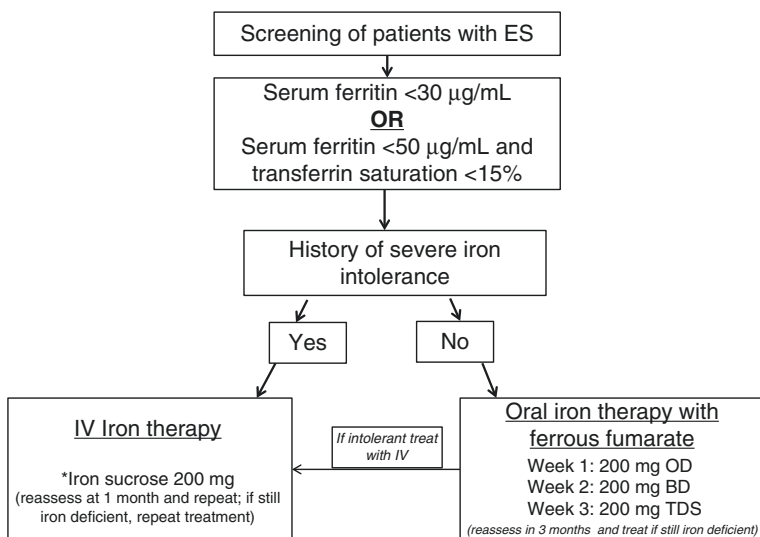 Screening of patients with ES
Serum ferritin <30 μg/mL
OR
Serum ferritin <50 μg/mL and
transferrin saturation <15%
History of severe iron
intolerance
Yes
No
IV Iron therapy
*Iron sucrose 200 mg
(reassess at 1 month and repeat; if still
iron deficient, repeat treatment)
If intolerant treat
with IV
Oral iron therapy with
ferrous fumarate
Week 1: 200 mg OD
Week 2: 200 mg BD
Week 3: 200 mg TDS
(reassess in 3 months and treat if still iron deficient)